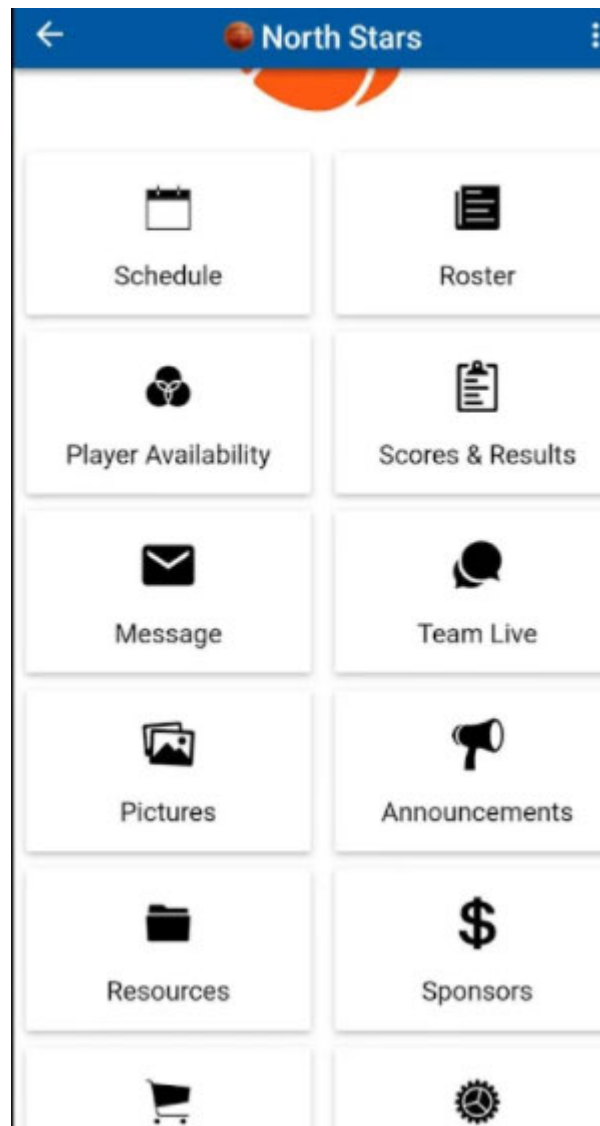 North Stars
Schedule
Roster
Player Availability
Scores & Results
Message
Team Live
Pictures
Announcements
Resources
$
Sponsors